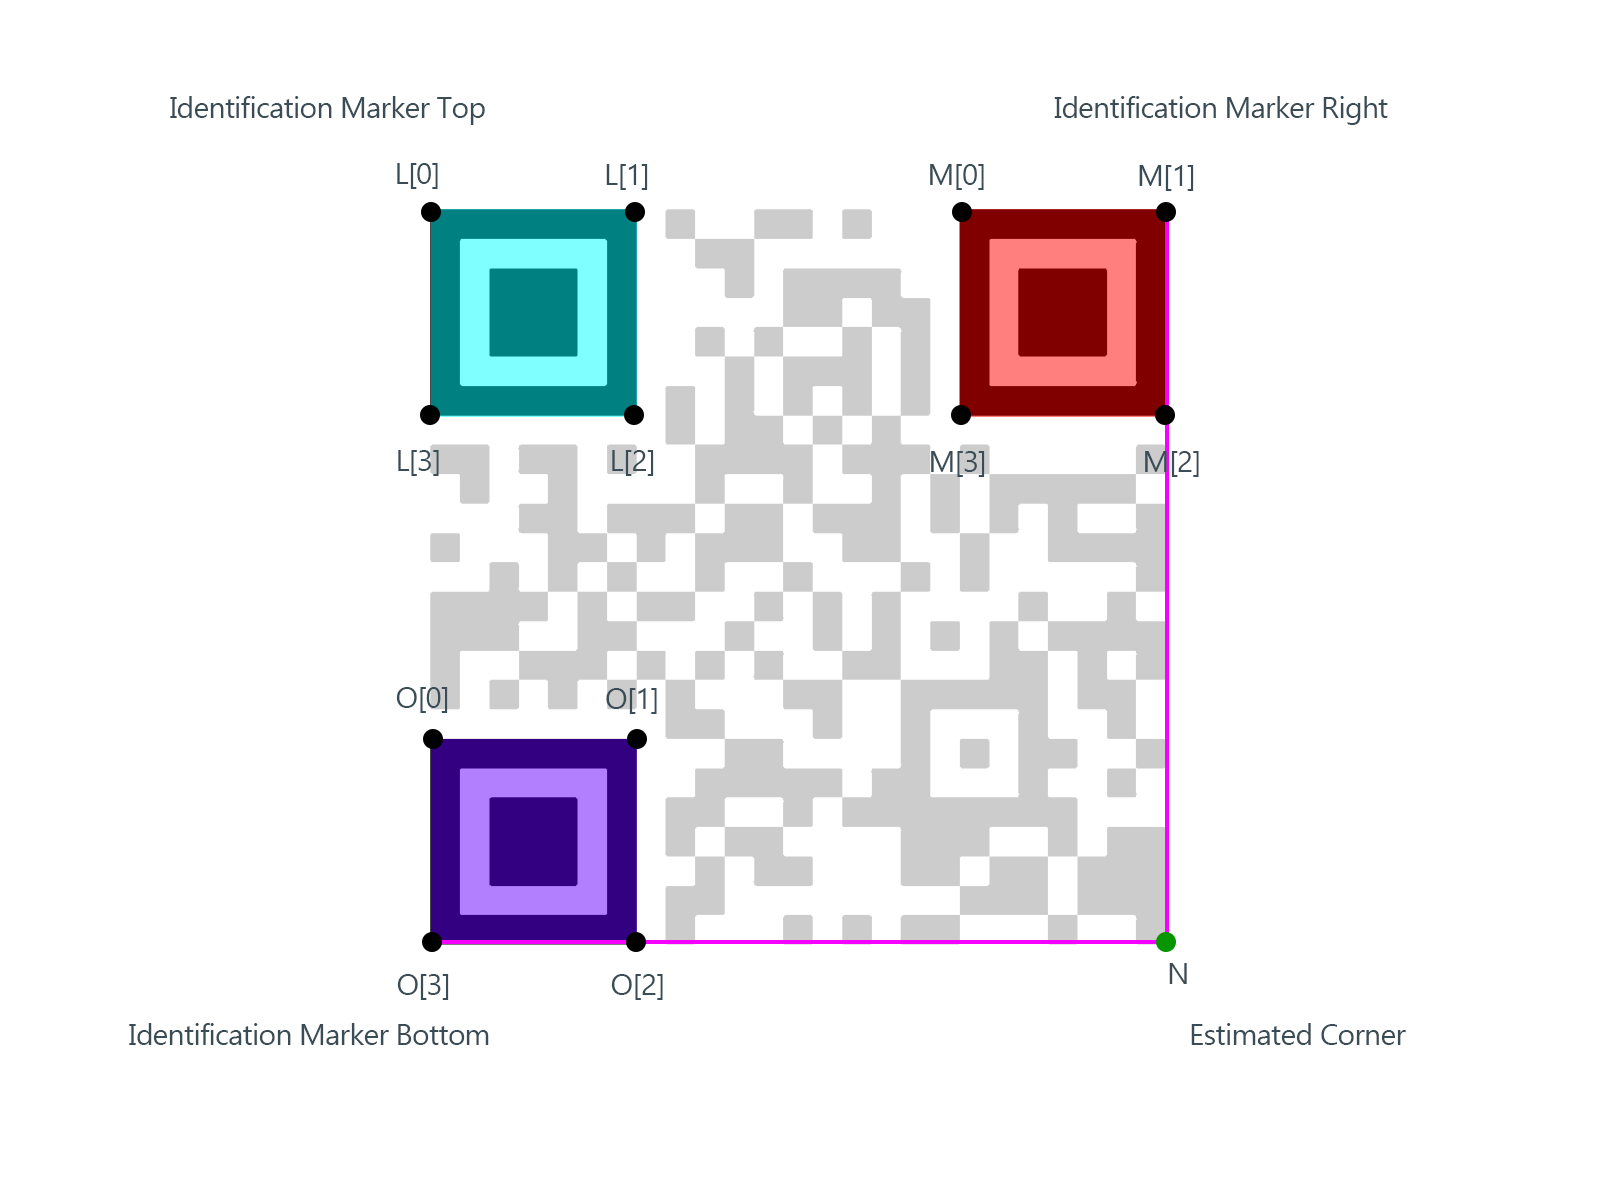 Identification Marker Top
Identification Marker Right
L[0]
L[1]
M[0]
M[1]
L[3]
L[2]
M[3]
M[2]
O[0]
O[1]
O[3]
O[2]
N
Identification Marker Bottom
Estimated Corner